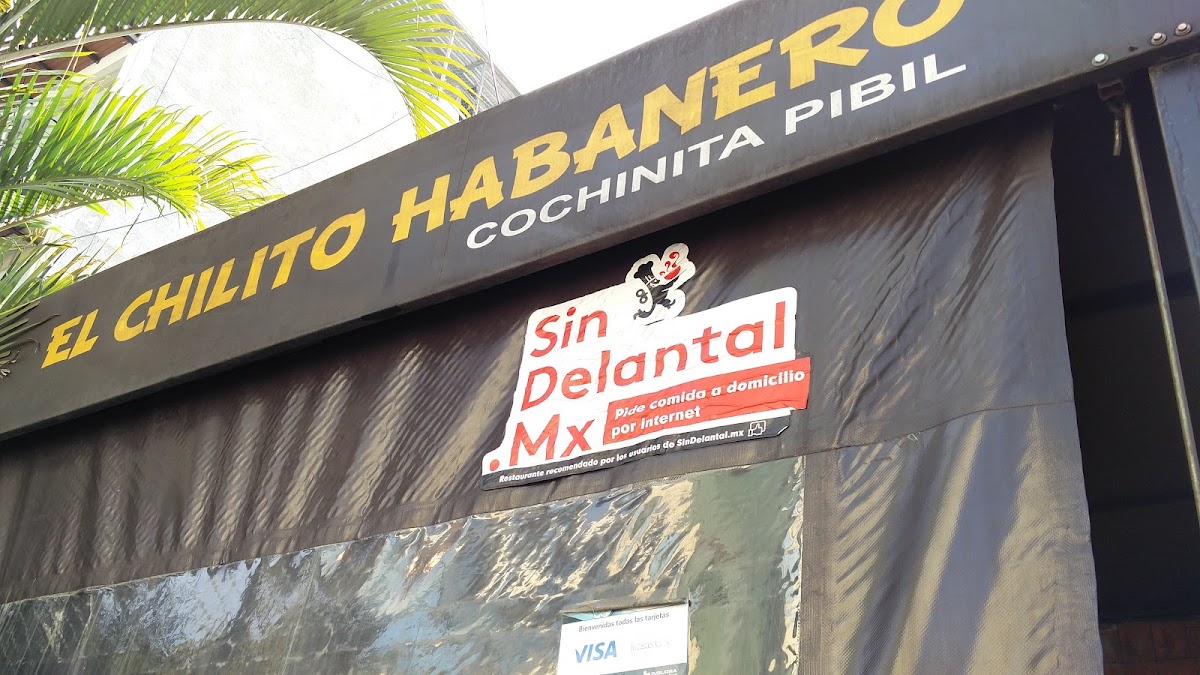 EL CHILITO HABANERO
COCHINITA PIBIL
Sin
Delantal
.Mx
Pide comida a domicilio
por internet
Restaurante recomendado por los usuarios de SinDelantal.mx
Bienvenidas todas las tarjetas
VISA